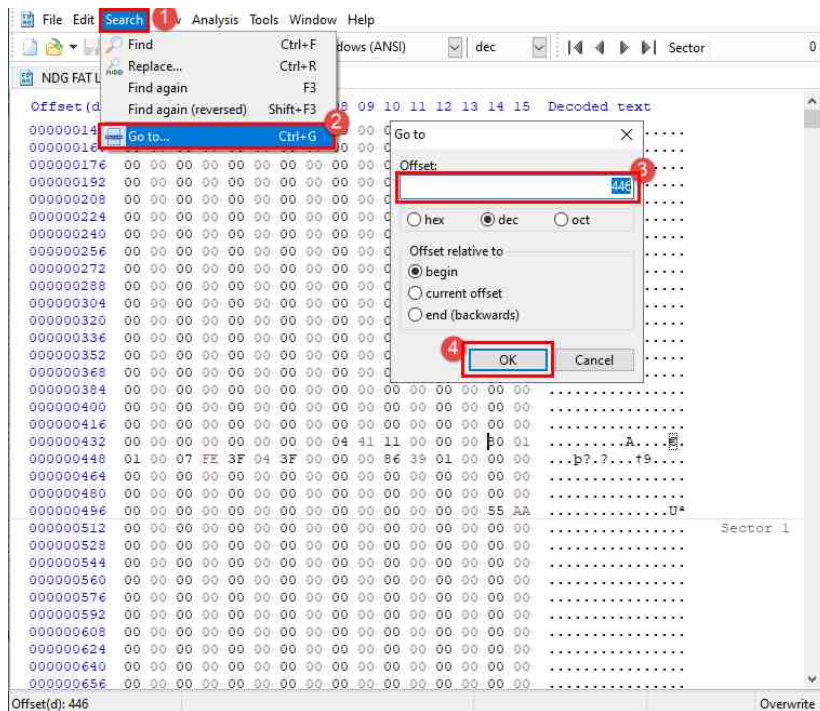 File Edit Search 1 Analysis Tools Window Help
Find Ctrl+F (ANSI) dec Sector 0
Replace... Ctrl+R
NDG FAT
Find again F3
Find again (reversed) Shift+F3
Go to... Ctrl+G 2
09 10 11 12 13 14 15 Decoded text
Go to
Offset: 3
446
hex dec oct
Offset relative to
begin
current offset
end (backwards)
4 OK Cancel
000000176 00 00 00 00 00 00 00 00 00 00
000000192 00 00 00 00 00 00 00 00 00 00
000000208 00 00 00 00 00 00 00 00 00 00
000000224 00 00 00 00 00 00 00 00 00 00
000000240 00 00 00 00 00 00 00 00 00 00
000000256 00 00 00 00 00 00 00 00 00 00
000000272 00 00 00 00 00 00 00 00 00 00
000000288 00 00 00 00 00 00 00 00 00 00
000000304 00 00 00 00 00 00 00 00 00 00
000000320 00 00 00 00 00 00 00 00 00 00
000000336 00 00 00 00 00 00 00 00 00 00
000000352 00 00 00 00 00 00 00 00 00 00
000000368 00 00 00 00 00 00 00 00 00 00
000000384 00 00 00 00 00 00 00 00 00 00 00 00 00 00 00 00 ................
000000400 00 00 00 00 00 00 00 00 00 00 00 00 00 00 00 00 ................
000000416 00 00 00 00 00 00 00 00 00 00 00 00 00 00 00 00 ................
000000432 00 00 00 00 00 00 00 00 04 41 11 00 00 00 80 01 .........A....€.
000000448 01 00 07 FE 3F 04 3F 00 00 00 86 39 01 00 00 00 ...þ?.?...†9....
000000464 00 00 00 00 00 00 00 00 00 00 00 00 00 00 00 00 ................
000000480 00 00 00 00 00 00 00 00 00 00 00 00 00 00 00 00 ................
000000496 00 00 00 00 00 00 00 00 00 00 00 00 00 00 55 AA ..............Uª
000000512 00 00 00 00 00 00 00 00 00 00 00 00 00 00 00 00 ................ Sector 1
000000528 00 00 00 00 00 00 00 00 00 00 00 00 00 00 00 00 ................
000000544 00 00 00 00 00 00 00 00 00 00 00 00 00 00 00 00 ................
000000560 00 00 00 00 00 00 00 00 00 00 00 00 00 00 00 00 ................
000000576 00 00 00 00 00 00 00 00 00 00 00 00 00 00 00 00 ................
000000592 00 00 00 00 00 00 00 00 00 00 00 00 00 00 00 00 ................
000000608 00 00 00 00 00 00 00 00 00 00 00 00 00 00 00 00 ................
000000624 00 00 00 00 00 00 00 00 00 00 00 00 00 00 00 00 ................
000000640 00 00 00 00 00 00 00 00 00 00 00 00 00 00 00 00 ................
000000656 00 00 00 00 00 00 00 00 00 00 00 00 00 00 00 00 ................
Offset(d): 446 Overwrite